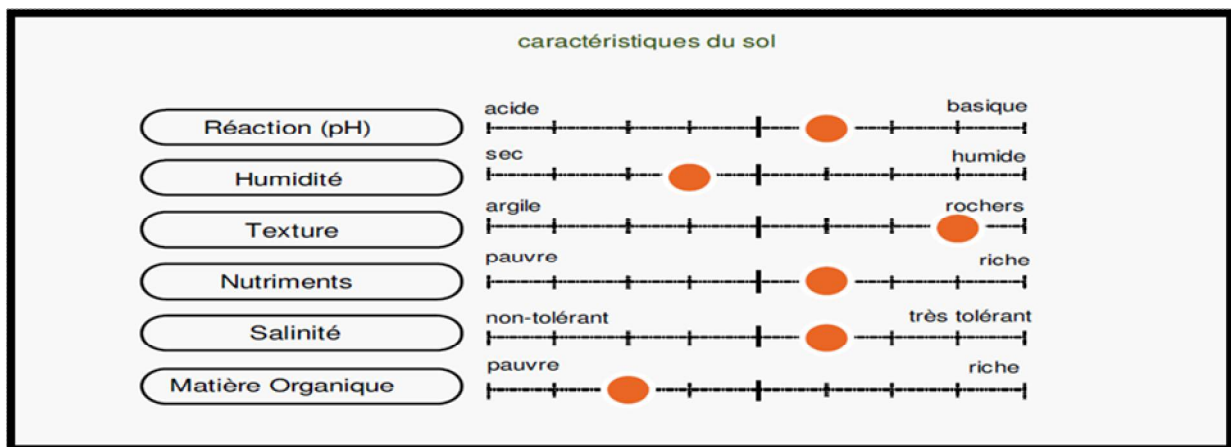 caractéristiques du sol
Réaction (pH)
acide
basique
Humidité
sec
humide
Texture
argile
rochers
Nutriments
pauvre
riche
Salinité
non-tolérant
très tolérant
Matière Organique
pauvre
riche